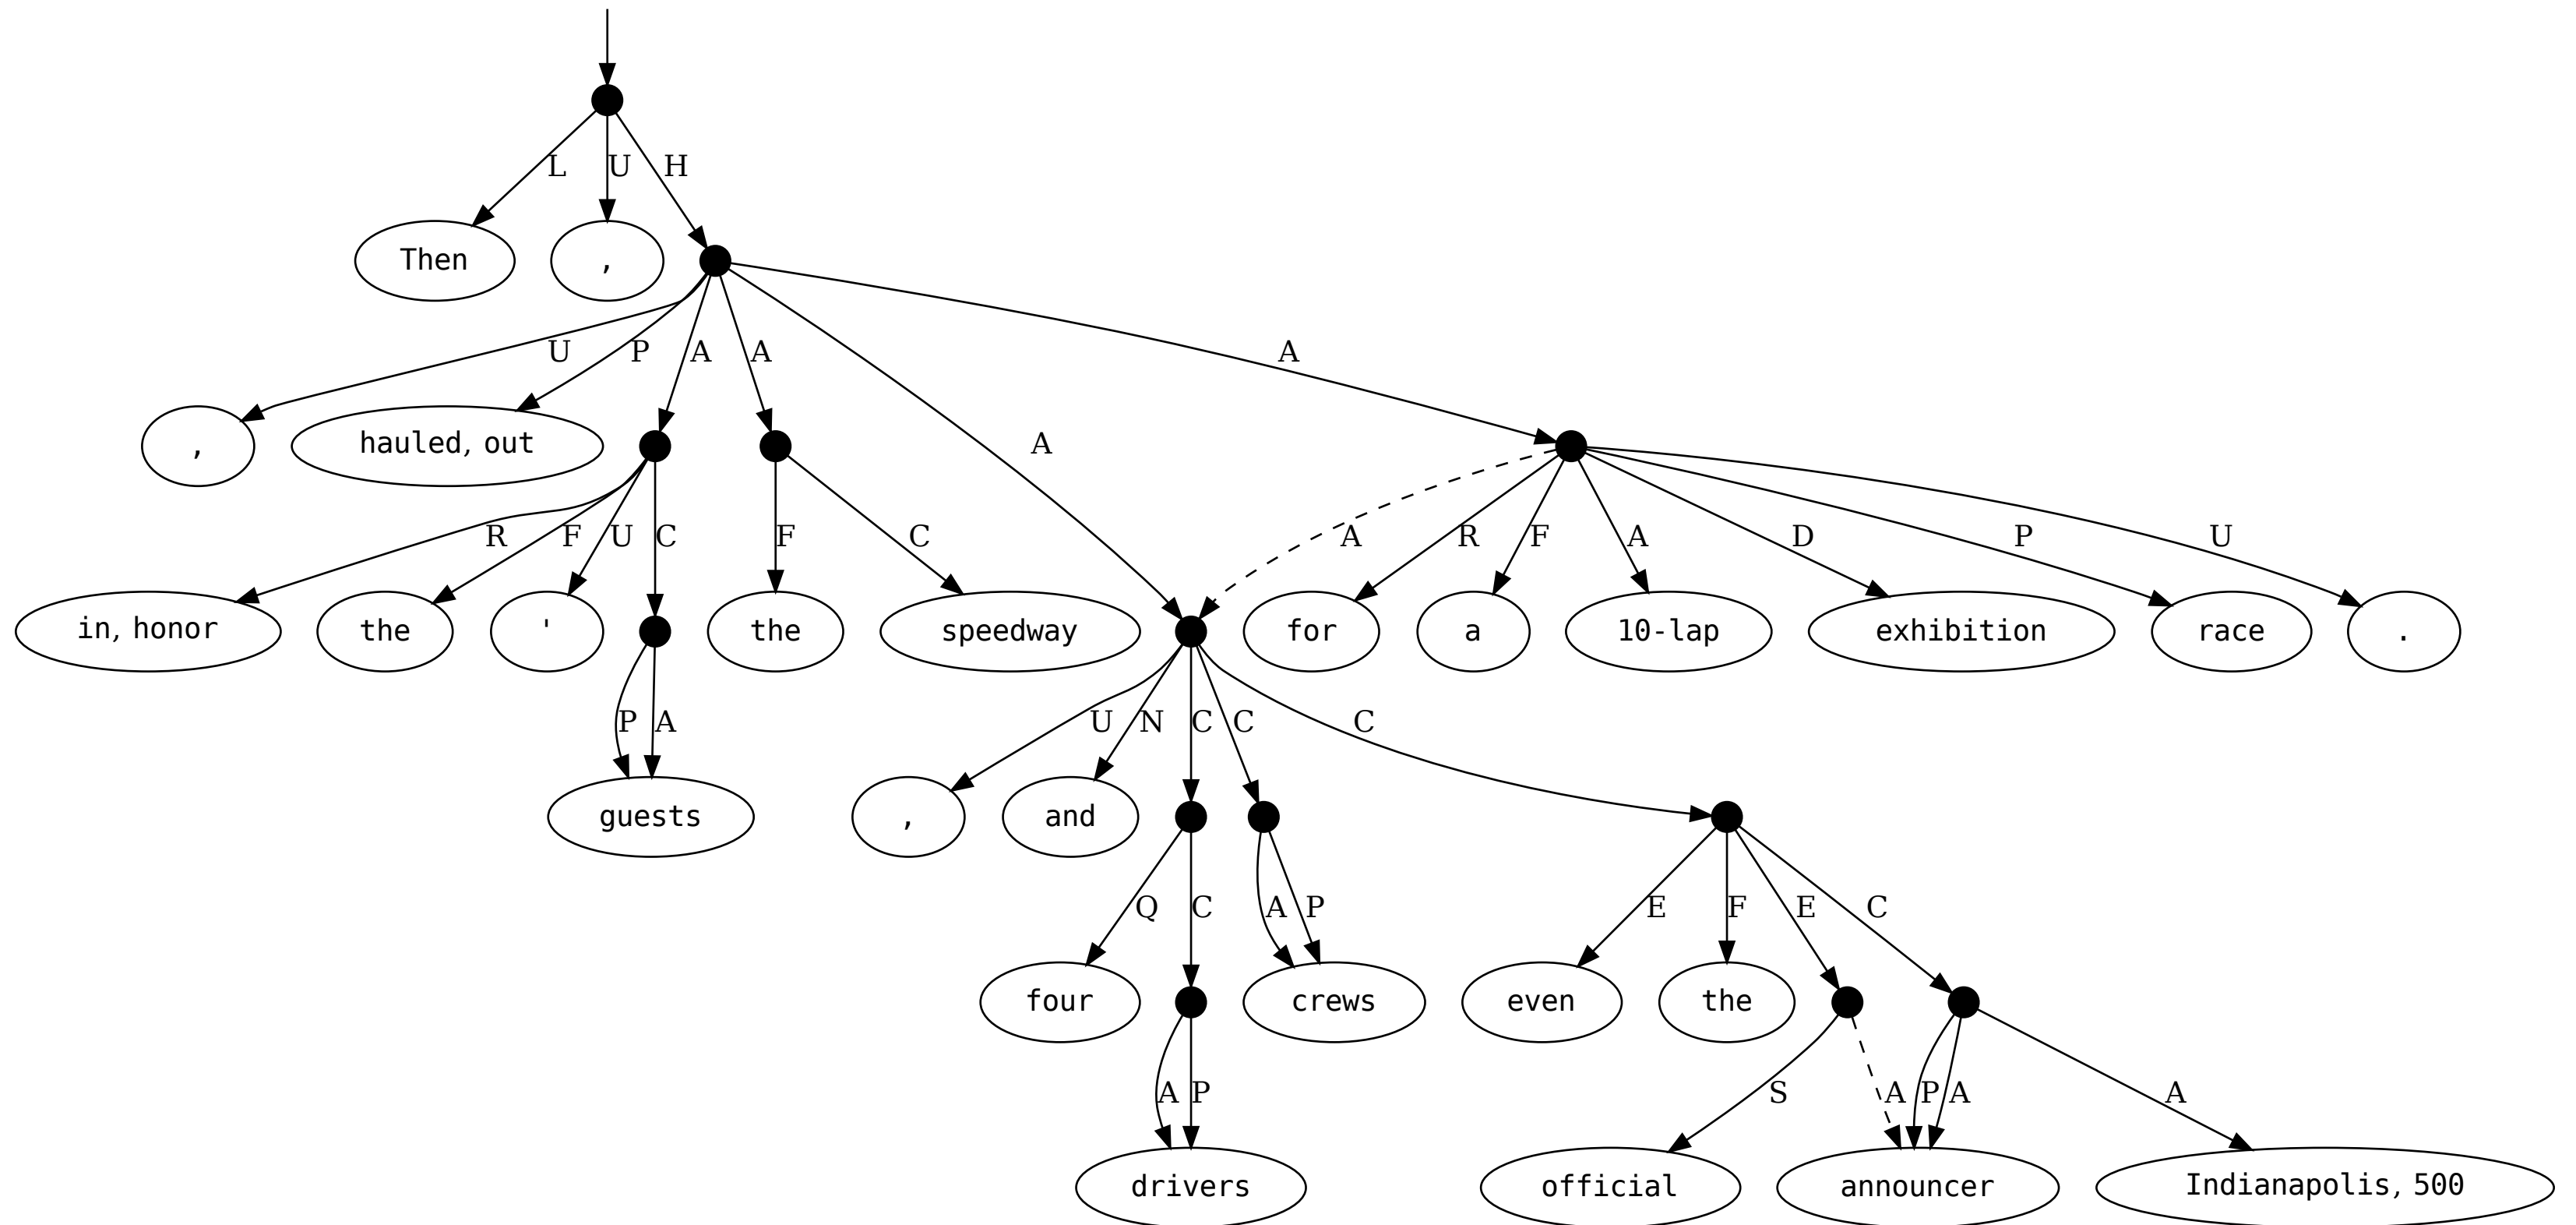 L U H
Then ,
U P A A A A
, hauled, out
R F U C F C A R F A D P U
in, honor the ' the speedway for a 10-lap exhibition race .
P A U N C C C
guests , and
Q C A P E F E C
four crews even the
A P S A P A A
drivers official announcer Indianapolis, 500